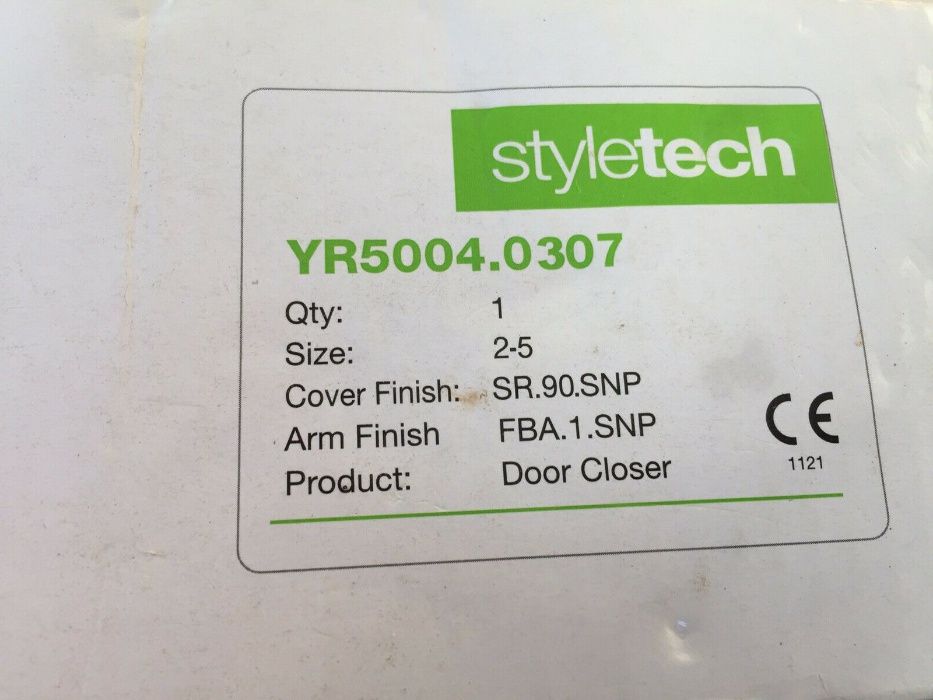 styletech
YR5004.0307
Qty: 1
Size: 2-5
Cover Finish: SR.90.SNP
Arm Finish FBA.1.SNP
Product: Door Closer
CE
1121